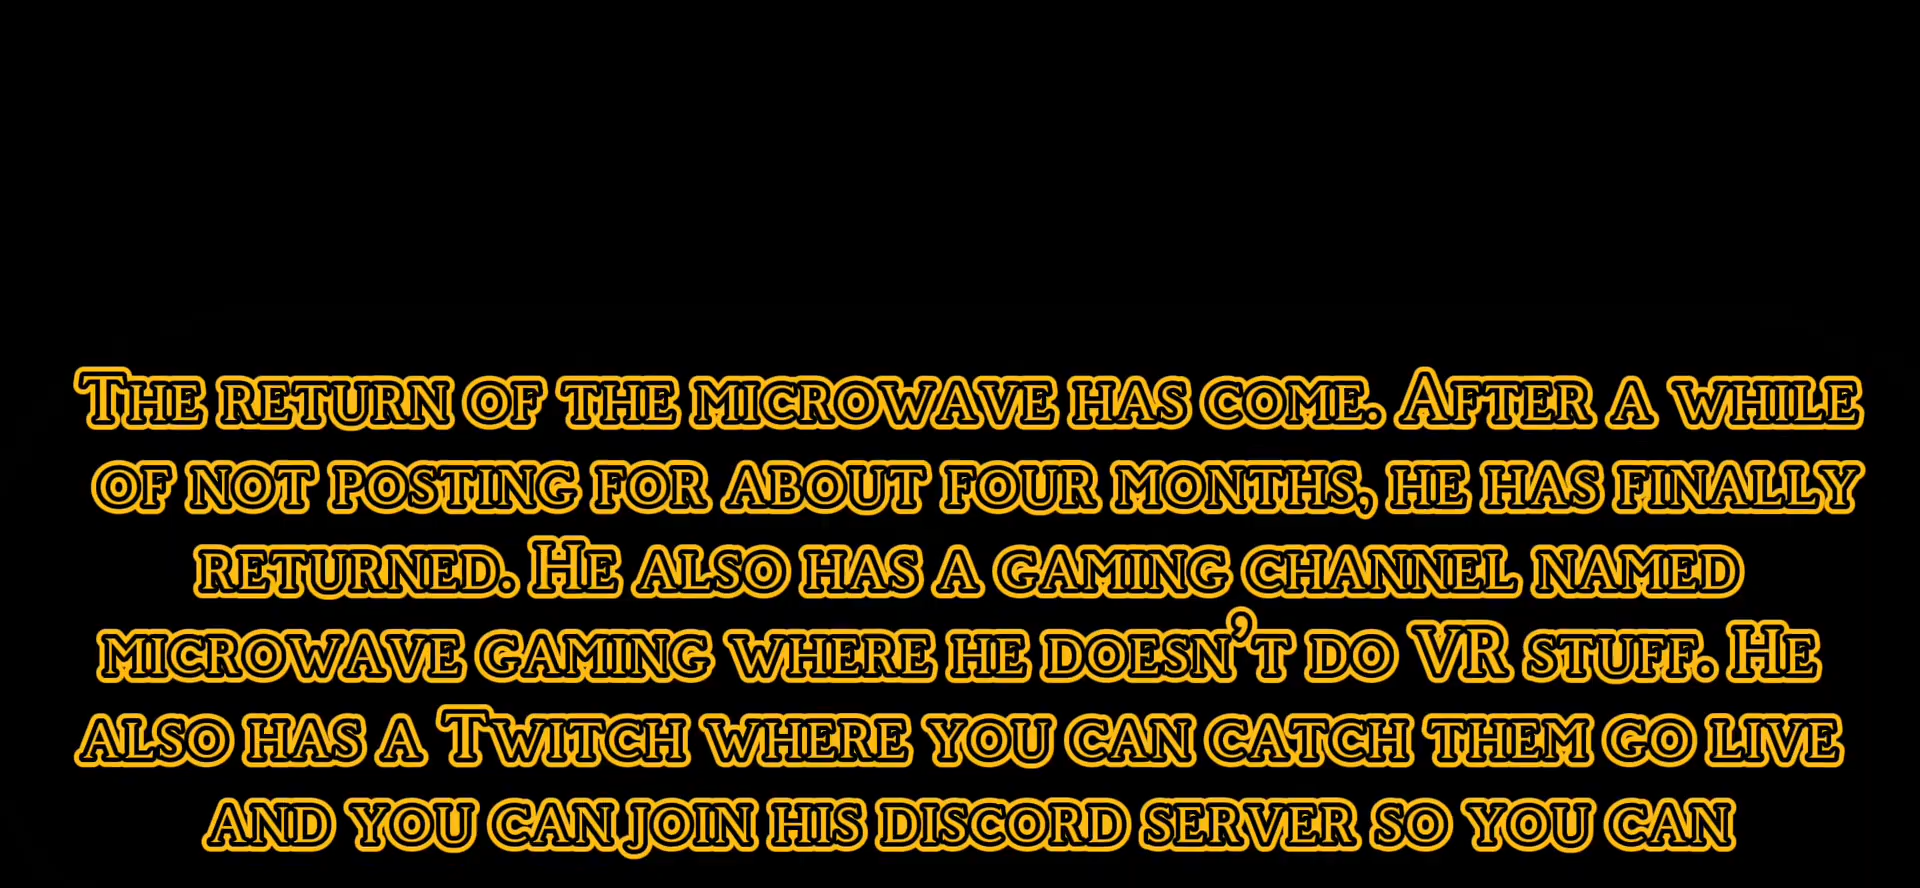 The return of the microwave has come. After a while
of not posting for about four months, he has finally
returned. He also has a gaming channel named
microwave gaming where he doesn't do VR stuff. He
also has a Twitch where you can catch them go live
and you can join his discord server so you can